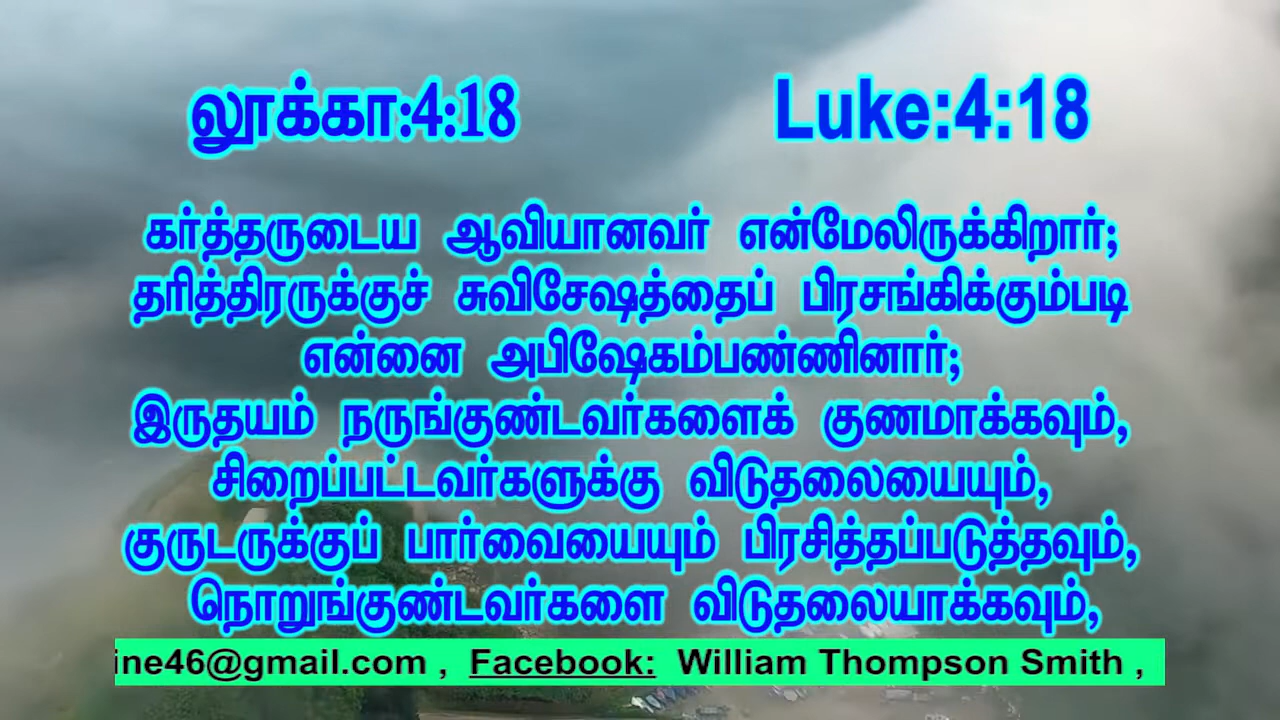 லூக்கா:4:18 Luke:4:18
கர்த்தருடைய ஆவியானவர் என்மேலிருக்கிறார்;
தரித்திரருக்குச் சுவிசேஷத்தைப் பிரசங்கிக்கும்படி
என்னை அபிஷேகம்பண்ணினார்;
இருதயம் நருங்குண்டவர்களைக் குணமாக்கவும்,
சிறைப்பட்டவர்களுக்கு விடுதலையையும்,
குருடருக்குப் பார்வையையும் பிரசித்தப்படுத்தவும்,
நொறுங்குண்டவர்களை விடுதலையாக்கவும்,
ine46@gmail.com , Facebook: William Thompson Smith ,